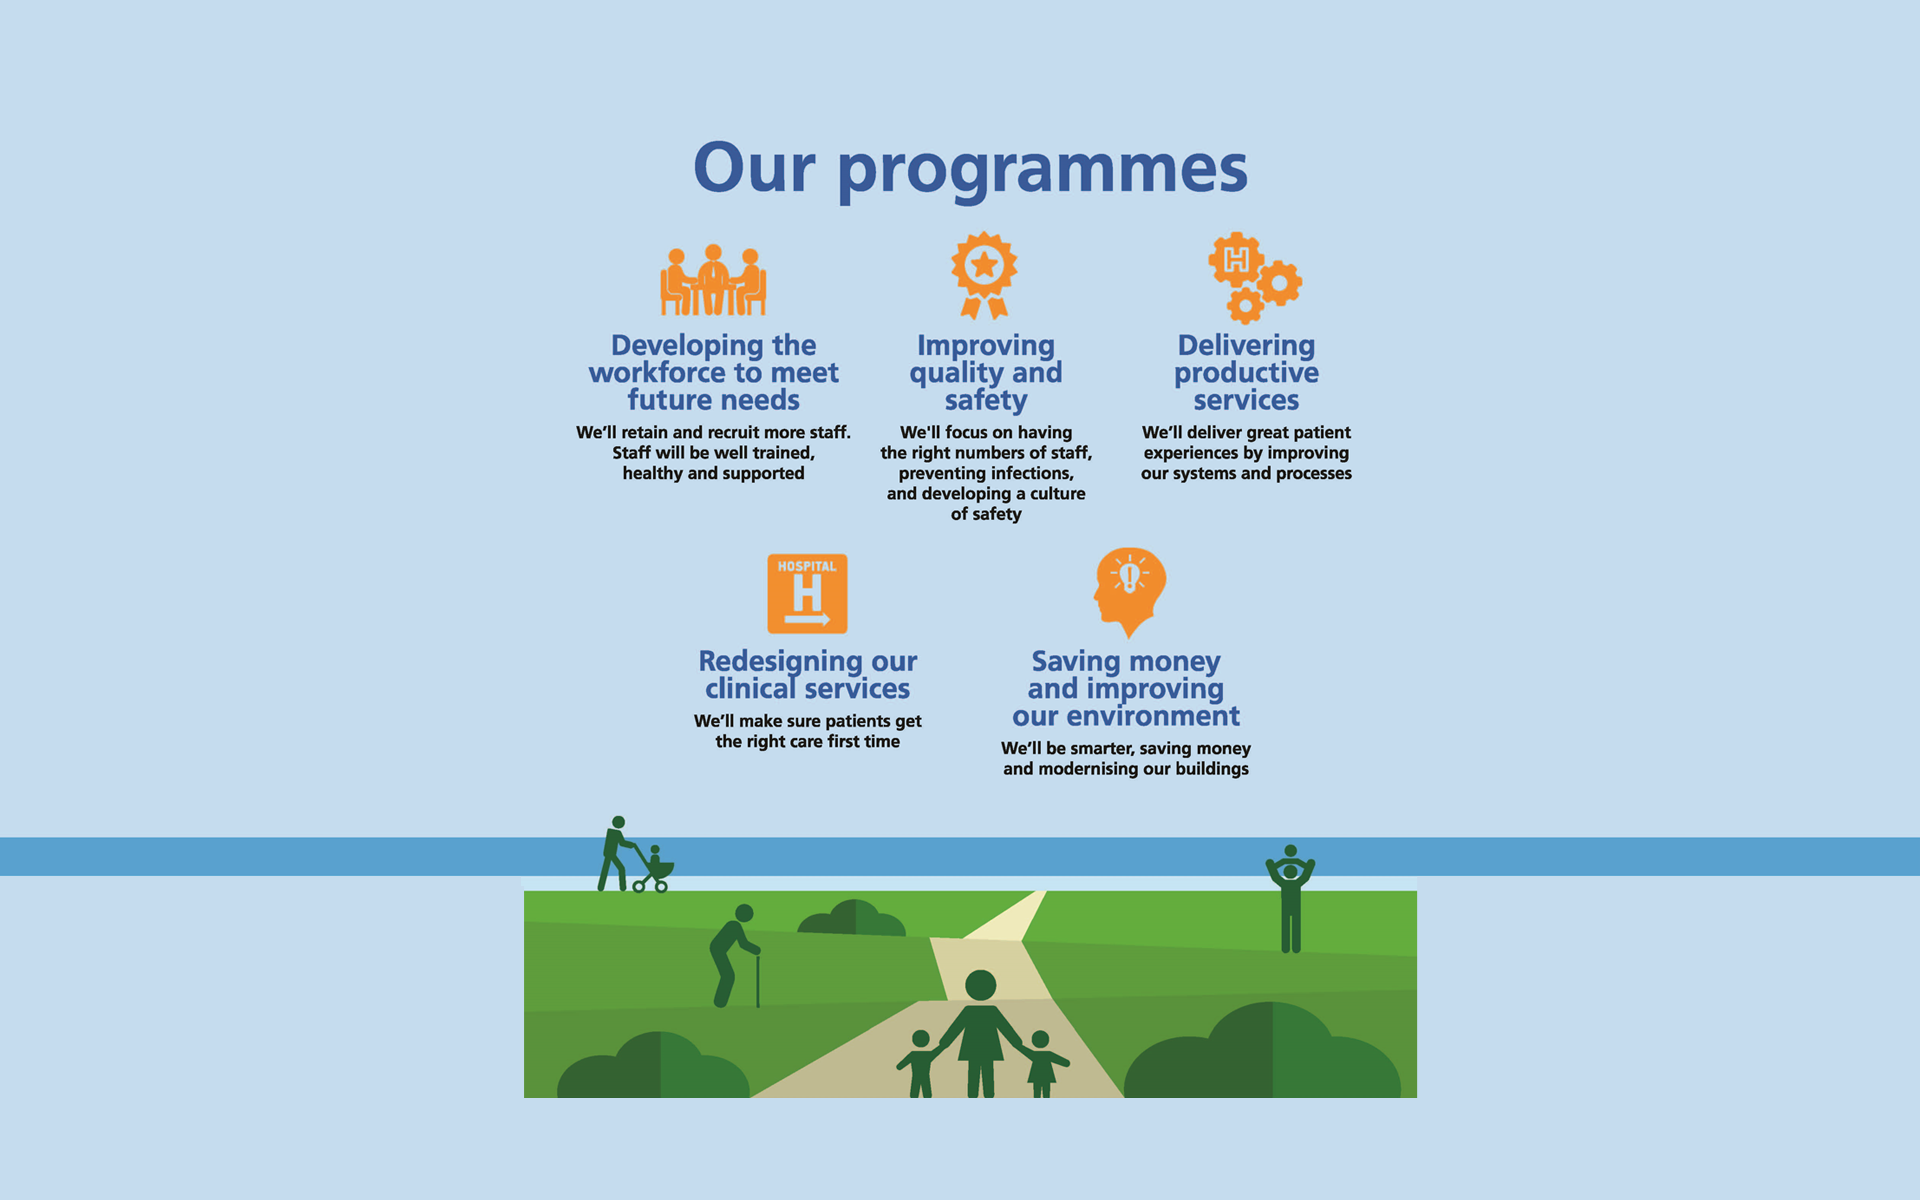 Our programmes
H
Developing the
workforce to meet
future needs
We’ll retain and recruit more staff.
Staff will be well trained,
healthy and supported
Improving
quality and
safety
We'll focus on having
the right numbers of staff,
preventing infections,
and developing a culture
of safety
Delivering
productive
services
We’ll deliver great patient
experiences by improving
our systems and processes
HOSPITAL
H
Redesigning our
clinical services
We’ll make sure patients get
the right care first time
Saving money
and improving
our environment
We’ll be smarter, saving money
and modernising our buildings